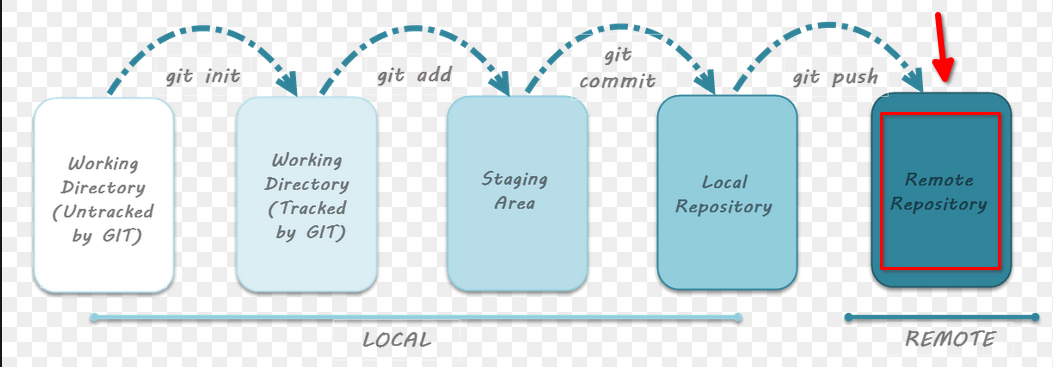 git init
git add
git
commit
git push
Working
Directory
(Untracked
by GIT)
Working
Directory
(Tracked
by GIT)
Staging
Area
Local
Repository
Remote
Repository
LOCAL
REMOTE